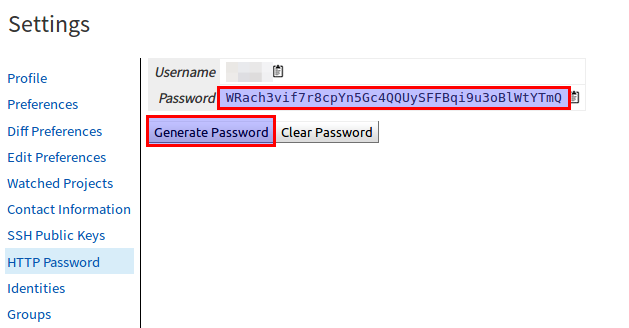 Settings
Profile
Preferences
Diff Preferences
Edit Preferences
Watched Projects
Contact Information
SSH Public Keys
HTTP Password
Identities
Groups
Username
Password WRach3vif7r8cpYn5Gc4QQUySFFBqi9u3oBlWtYTmQ
Generate Password Clear Password